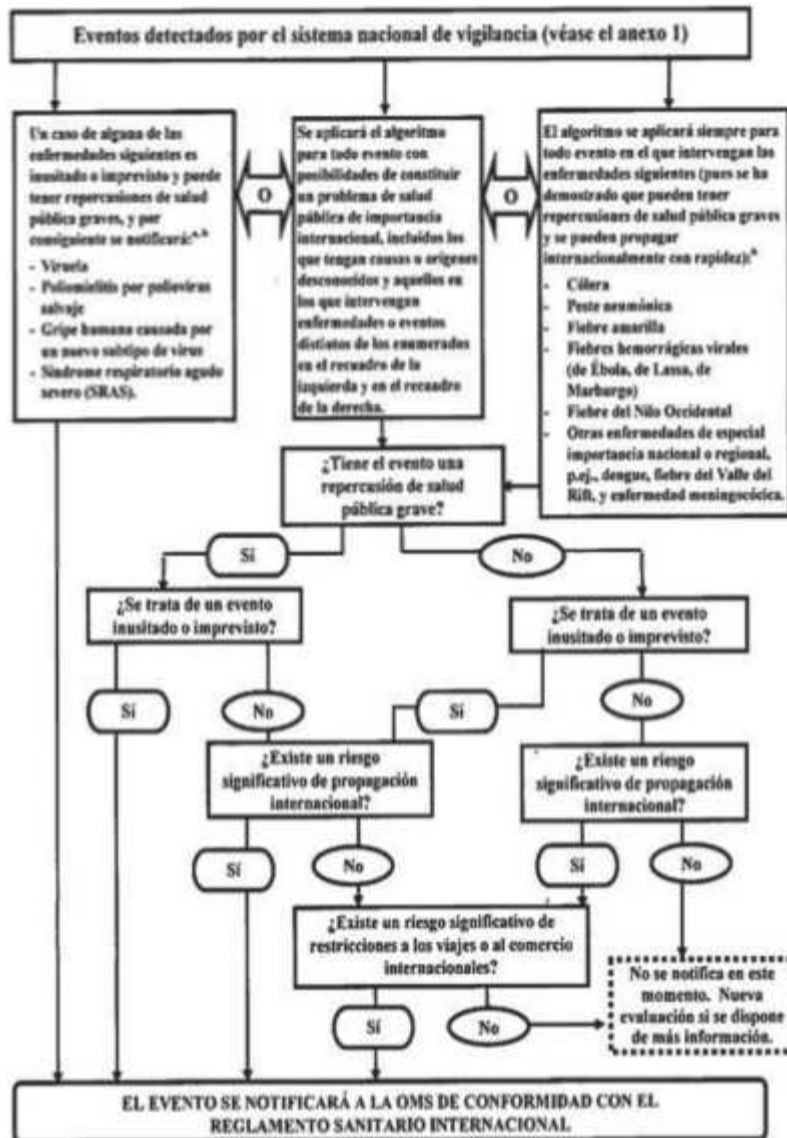 Eventos detectados por el sistema nacional de vigilancia (véase el anexo 1)
Un caso de alguna de las
enfermedades siguientes es
inusitado o imprevisto y puede
tener repercusiones de salud
pública graves, y por
consiguiente se notificará:a,b
- Viruela
- Poliomielitis por poliovirus
salvaje
- Gripe humana causada por
un nuevo subtipo de virus
- Síndrome respiratorio agudo
severo (SRAS).
O
Se aplicará el algoritmo
para todo evento con
posibilidades de constituir
un problema de salud
pública de importancia
internacional, incluidos los
que tengan causas u orígenes
desconocidos y aquellos en
los que intervengan
enfermedades o eventos
distintos de los enumerados
en el recuadro de la
izquierda y en el recuadro
de la derecha.
O
El algoritmo se aplicará siempre para
todo evento en el que intervengan las
enfermedades siguientes (pues se ha
demostrado que pueden tener
repercusiones de salud pública graves
y se pueden propagar
internacionalmente con rapidez):
- Cólera
- Peste neumónica
- Fiebre amarilla
- Fiebres hemorrágicas virales
(de Ébola, de Lassa, de
Marburgo)
- Fiebre del Nilo Occidental
- Otras enfermedades de especial
importancia nacional o regional,
p.ej., dengue, fiebre del Valle del
Rift, y enfermedad meningocócica.
¿Tiene el evento una
repercusión de salud
pública grave?
Sí
No
¿Se trata de un evento
inusitado o imprevisto?
¿Se trata de un evento
inusitado o imprevisto?
Sí
No
Sí
No
¿Existe un riesgo
significativo de propagación
internacional?
¿Existe un riesgo
significativo de propagación
internacional?
Sí
No
Sí
No
¿Existe un riesgo significativo de
restricciones a los viajes o al comercio
internacionales?
No se notifica en este
momento. Nueva
evaluación si se dispone
de más información.
Sí
No
EL EVENTO SE NOTIFICARÁ A LA OMS DE CONFORMIDAD CON EL
REGLAMENTO SANITARIO INTERNACIONAL